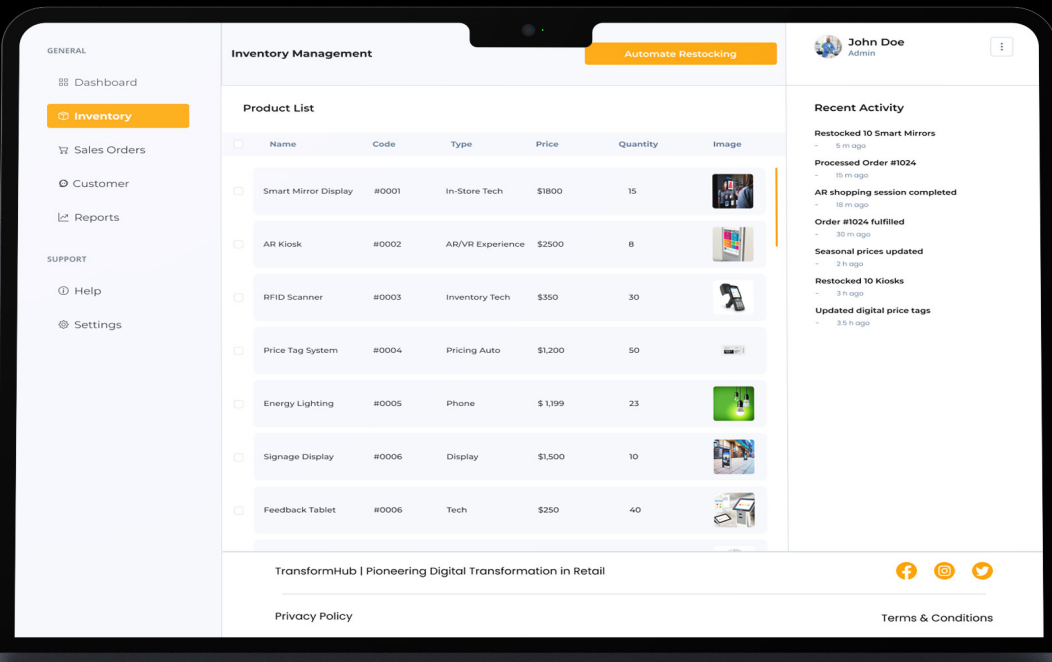 GENERAL
Dashboard
Inventory
Sales Orders
Customer
Reports
SUPPORT
Help
Settings
Inventory Management
Automate Restocking
Product List
Name Code Type Price Quantity Image
Smart Mirror Display #0001 In-Store Tech $1800 15
AR Kiosk #0002 AR/VR Experience $2500 8
RFID Scanner #0003 Inventory Tech $350 30
Price Tag System #0004 Pricing Auto $1,200 50
Energy Lighting #0005 Phone $ 1,199 23
Signage Display #0006 Display $1,500 10
Feedback Tablet #0006 Tech $250 40
John Doe
Admin
Recent Activity
Restocked 10 Smart Mirrors
- 5 m ago
Processed Order #1024
- 15 m ago
AR shopping session completed
- 18 m ago
Order #1024 fulfilled
- 30 m ago
Seasonal prices updated
- 2 h ago
Restocked 10 Kiosks
- 3 h ago
Updated digital price tags
- 3.5 h ago
TransformHub | Pioneering Digital Transformation in Retail
Privacy Policy
Terms & Conditions